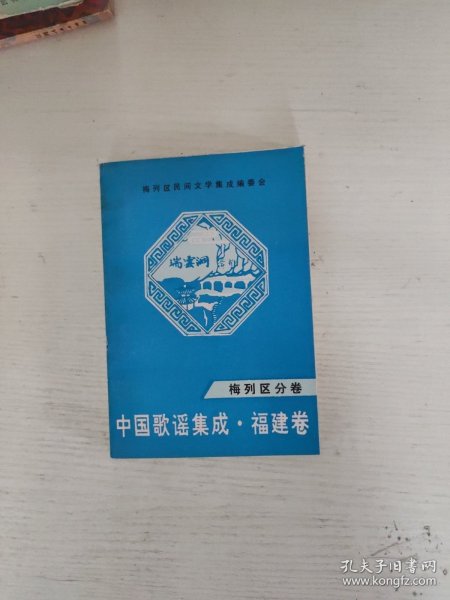 梅列区民间文学集成编委会
瑞雲洞
梅列区分卷
中国歌谣集成·福建卷
孔夫子旧书网
www.kongfz.com